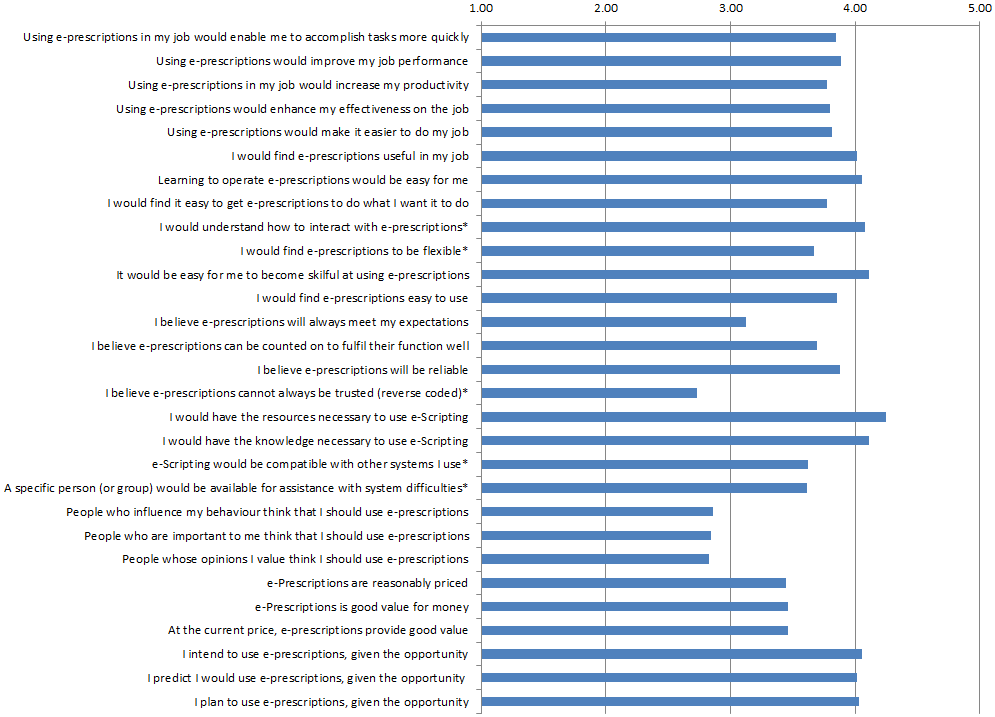 1.00 2.00 3.00 4.00 5.00
Using e-prescriptions in my job would enable me to accomplish tasks more quickly
Using e-prescriptions would improve my job performance
Using e-prescriptions in my job would increase my productivity
Using e-prescriptions would enhance my effectiveness on the job
Using e-prescriptions would make it easier to do my job
I would find e-prescriptions useful in my job
Learning to operate e-prescriptions would be easy for me
I would find it easy to get e-prescriptions to do what I want it to do
I would understand how to interact with e-prescriptions*
I would find e-prescriptions to be flexible*
It would be easy for me to become skilful at using e-prescriptions
I would find e-prescriptions easy to use
I believe e-prescriptions will always meet my expectations
I believe e-prescriptions can be counted on to fulfil their function well
I believe e-prescriptions will be reliable
I believe e-prescriptions cannot always be trusted (reverse coded)*
I would have the resources necessary to use e-Scripting
I would have the knowledge necessary to use e-Scripting
e-Scripting would be compatible with other systems I use*
A specific person (or group) would be available for assistance with system difficulties*
People who influence my behaviour think that I should use e-prescriptions
People who are important to me think that I should use e-prescriptions
People whose opinions I value think I should use e-prescriptions
e-Prescriptions are reasonably priced
e-Prescriptions is good value for money
At the current price, e-prescriptions provide good value
I intend to use e-prescriptions, given the opportunity
I predict I would use e-prescriptions, given the opportunity
I plan to use e-prescriptions, given the opportunity